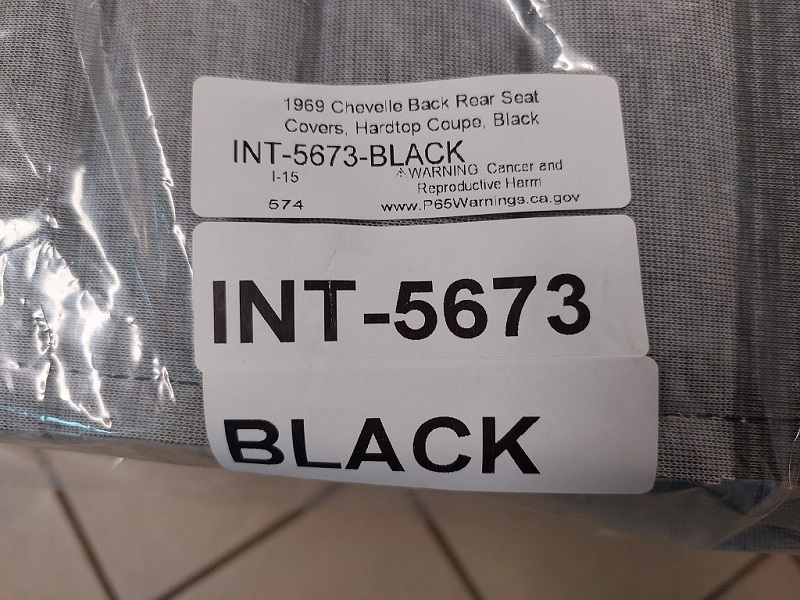 1969 Chevelle Back Rear Seat
Covers, Hardtop Coupe, Black
INT-5673-BLACK
I-15 ⚠WARNING Cancer and
Reproductive Harm
574 www.P65Warnings.ca.gov
INT-5673
BLACK